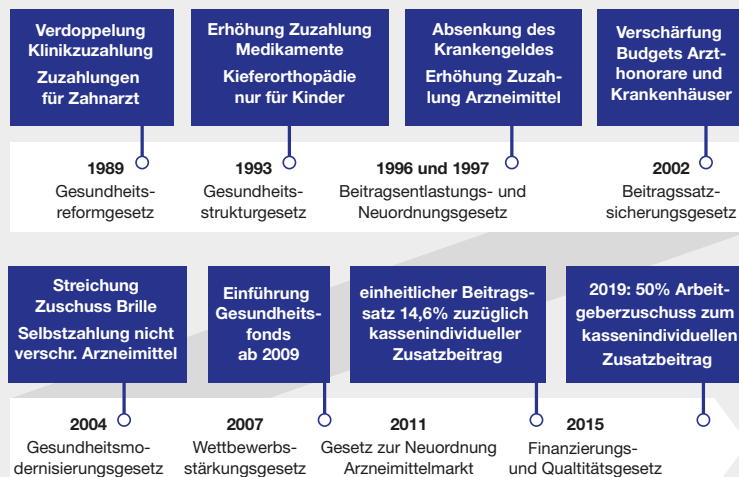 Verdoppelung
Klinikzuzahlung
Zuzahlungen
für Zahnarzt
Erhöhung Zuzahlung
Medikamente
Kieferorthopädie
nur für Kinder
Absenkung des
Krankengeldes
Erhöhung Zuzah-
lung Arzneimittel
Verschärfung
Budgets Arzt-
honorare und
Krankenhäuser
1989
Gesundheits-
reformgesetz
1993
Gesundheits-
strukturgesetz
1996 und 1997
Beitragsentlastungs- und
Neuordnungsgesetz
2002
Beitragssatz-
sicherungsgesetz
Streichung
Zuschuss Brille
Selbstzahlung nicht
verschr. Arzneimittel
Einführung
Gesundheits-
fonds
ab 2009
einheitlicher Beitrags-
satz 14,6% zuzüglich
kassenindividueller
Zusatzbeitrag
2019: 50% Arbeit-
geberzuschuss zum
kassenindividuellen
Zusatzbeitrag
2004
Gesundheitsmo-
dernisierungsgesetz
2007
Wettbewerbs-
stärkungsgesetz
2011
Gesetz zur Neuordnung
Arzneimittelmarkt
2015
Finanzierungs-
und Qualtitätsgesetz